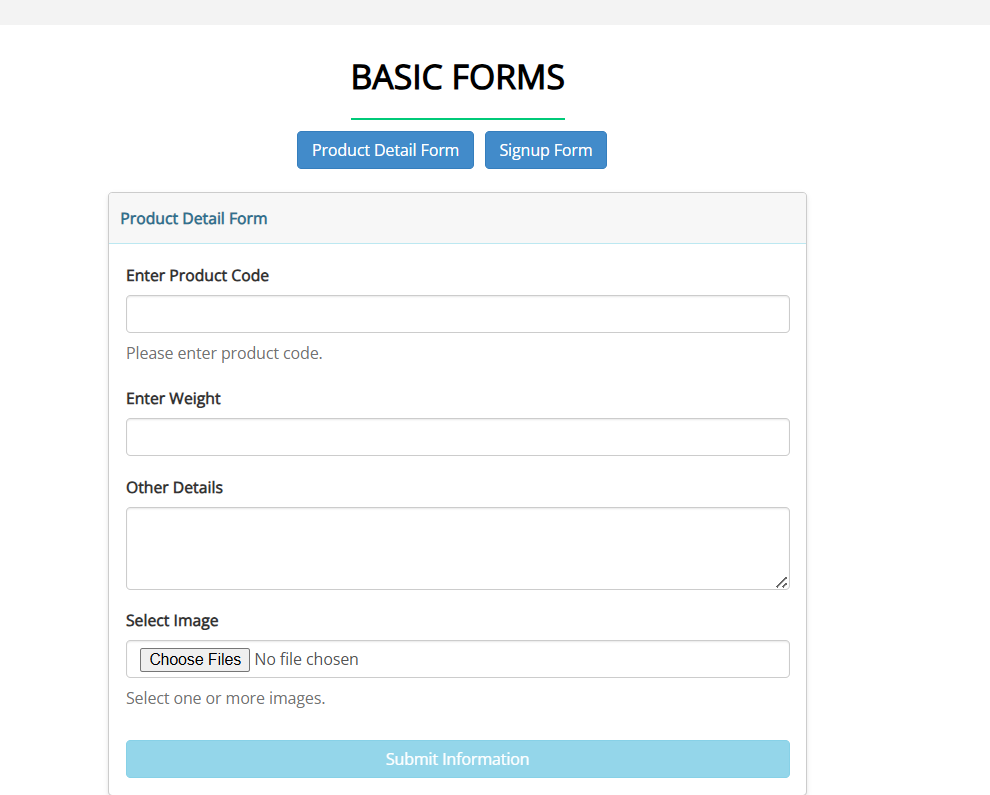 BASIC FORMS
Product Detail Form Signup Form
Product Detail Form
Enter Product Code
Please enter product code.
Enter Weight
Other Details
Select Image
Choose Files No file chosen
Select one or more images.
Submit Information